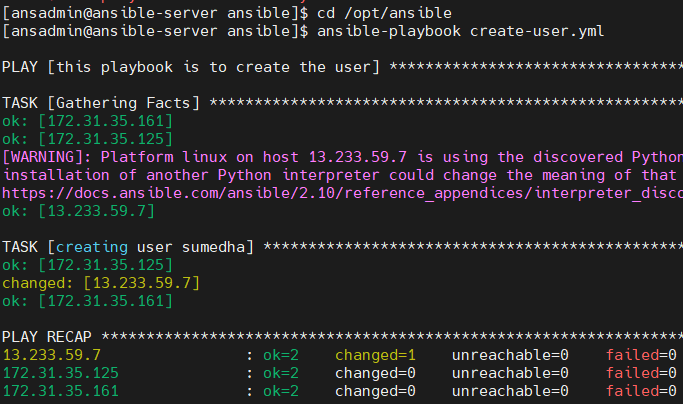 [ansadmin@ansible-server ansible]$ cd /opt/ansible
[ansadmin@ansible-server ansible]$ ansible-playbook create-user.yml
PLAY [this playbook is to create the user] *********************************
TASK [Gathering Facts] *****************************************************
ok: [172.31.35.161]
ok: [172.31.35.125]
[WARNING]: Platform linux on host 13.233.59.7 is using the discovered Python
installation of another Python interpreter could change the meaning of that
https://docs.ansible.com/ansible/2.10/reference_appendices/interpreter_disco
ok: [13.233.59.7]
TASK [creating user sumedha] ***********************************************
ok: [172.31.35.125]
changed: [13.233.59.7]
ok: [172.31.35.161]
PLAY RECAP *****************************************************************
13.233.59.7 : ok=2 changed=1 unreachable=0 failed=0
172.31.35.125 : ok=2 changed=0 unreachable=0 failed=0
172.31.35.161 : ok=2 changed=0 unreachable=0 failed=0